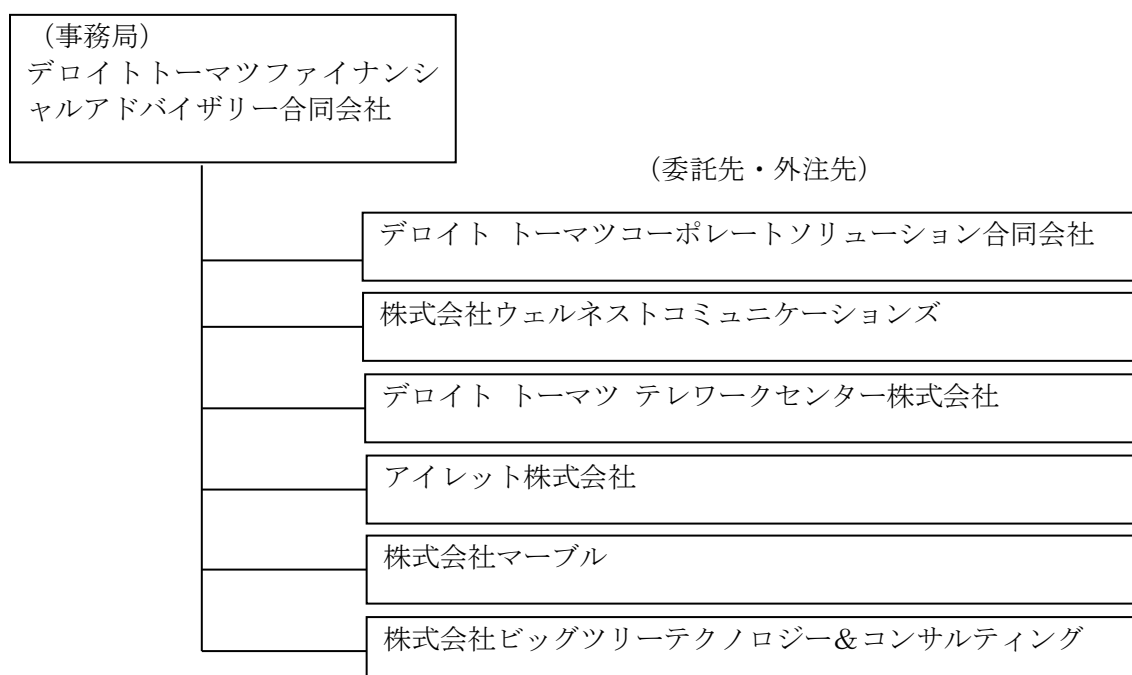 （事務局）
デロイトトーマツファイナンシ
ャルアドバイザリー合同会社
（委託先・外注先）
デロイト トーマツコーポレートソリューション合同会社
株式会社ウェルネストコミュニケーションズ
デロイト トーマツ テレワークセンター株式会社
アイレット株式会社
株式会社マーブル
株式会社ビッグツリーテクノロジー＆コンサルティング